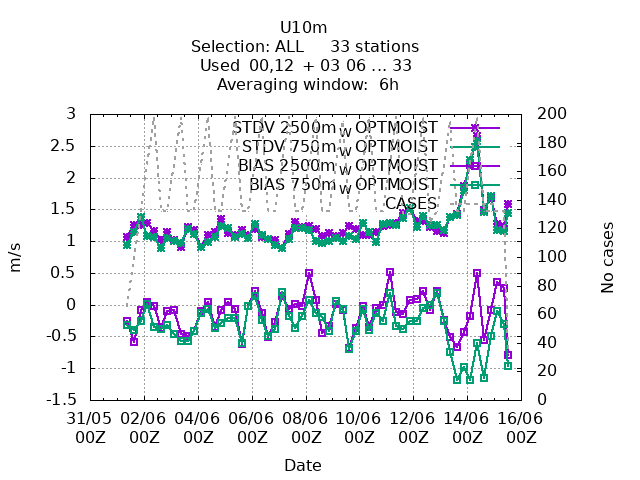 U10m
Selection: ALL 33 stations
Used 00,12 + 03 06 ... 33
Averaging window: 6h
STDV 2500m W OPTMOIST
STDV 750m W OPTMOIST
BIAS 2500m W OPTMOIST
BIAS 750m W OPTMOIST
CASES
m/s
3
2.5
2
1.5
1
0.5
0
-0.5
-1
-1.5
No cases
200
180
160
140
120
100
80
60
40
20
0
31/05 02/06 04/06 06/06 08/06 10/06 12/06 14/06 16/06
00Z 00Z 00Z 00Z 00Z 00Z 00Z 00Z 00Z
Date